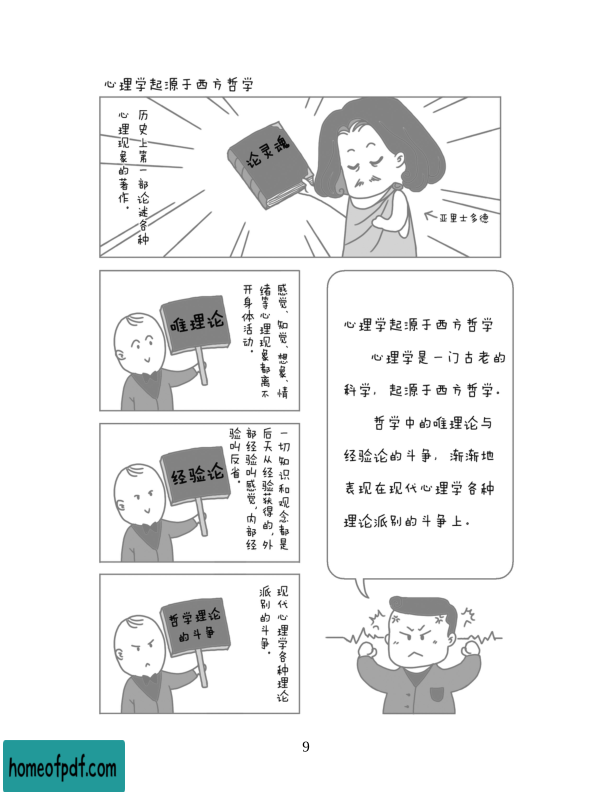 心理学起源于西方哲学
历史上第一部论述各种
心理现象的著作。
论灵魂
←亚里士多德
唯理论
感觉、知觉、想象、情
绪等心理现象都离不
开身体活动。
经验论
一切知识和观念都是
后天从经验获得的，外
部经验叫感觉，内部经
验叫反省。
哲学理论
的斗争
现代心理学各种理论
派别的斗争。
心理学起源于西方哲学
心理学是一门古老的
科学，起源于西方哲学。
哲学中的唯理论与
经验论的斗争，渐渐地
表现在现代心理学各种
理论派别的斗争上。
9
homeofpdf.com